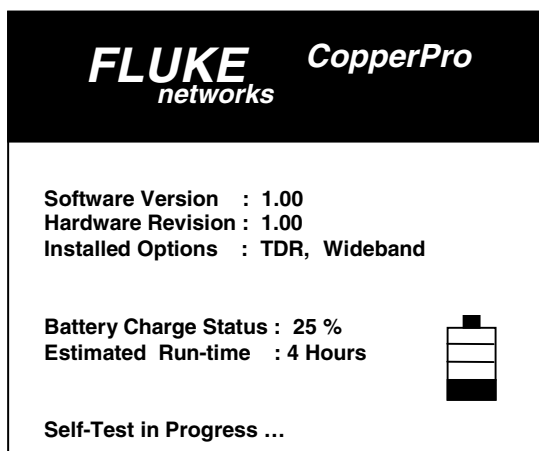 FLUKE CopperPro
networks
Software Version : 1.00
Hardware Revision : 1.00
Installed Options : TDR, Wideband
Battery Charge Status : 25 %
Estimated Run-time : 4 Hours
Self-Test in Progress ...